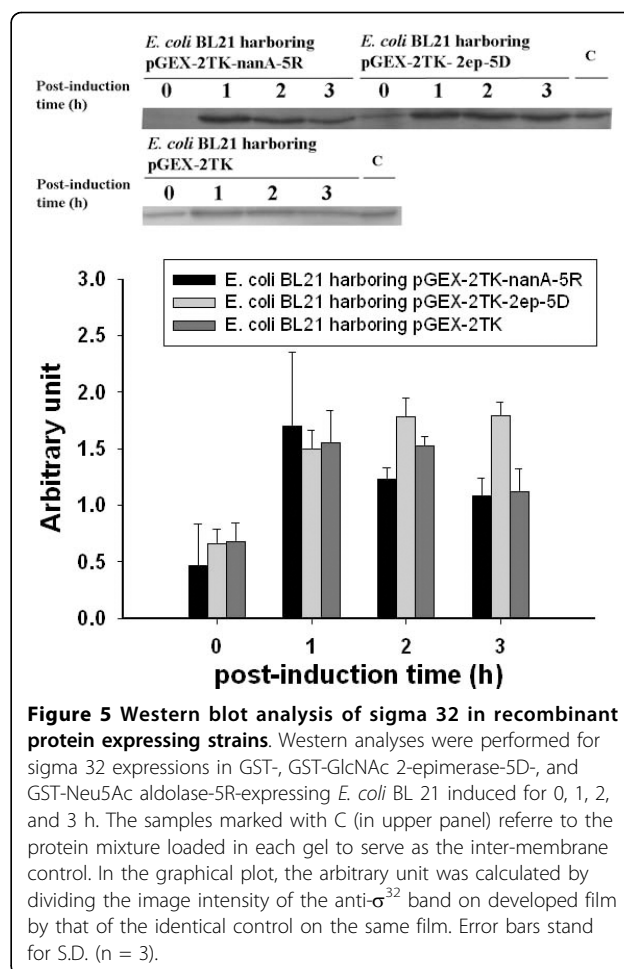 E. coli BL21 harboring E. coli BL21 harboring C
pGEX-2TK-nanA-5R pGEX-2TK- 2ep-5D
Post-induction
time (h) 0 1 2 3 0 1 2 3
E. coli BL21 harboring
pGEX-2TK C
Post-induction
time (h) 0 1 2 3
3.0
2.5
2.0
1.5
1.0
0.5
0.0
Arbitrary unit
E. coli BL21 harboring pGEX-2TK-nanA-5R
E. coli BL21 harboring pGEX-2TK-2ep-5D
E. coli BL21 harboring pGEX-2TK
0 1 2 3
post-induction time (h)
Figure 5 Western blot analysis of sigma 32 in recombinant
protein expressing strains. Western analyses were performed for
sigma 32 expressions in GST-, GST-GlcNAc 2-epimerase-5D-, and
GST-Neu5Ac aldolase-5R-expressing E. coli BL 21 induced for 0, 1, 2,
and 3 h. The samples marked with C (in upper panel) referre to the
protein mixture loaded in each gel to serve as the inter-membrane
control. In the graphical plot, the arbitrary unit was calculated by
dividing the image intensity of the anti-σ³² band on developed film
by that of the identical control on the same film. Error bars stand
for S.D. (n = 3).